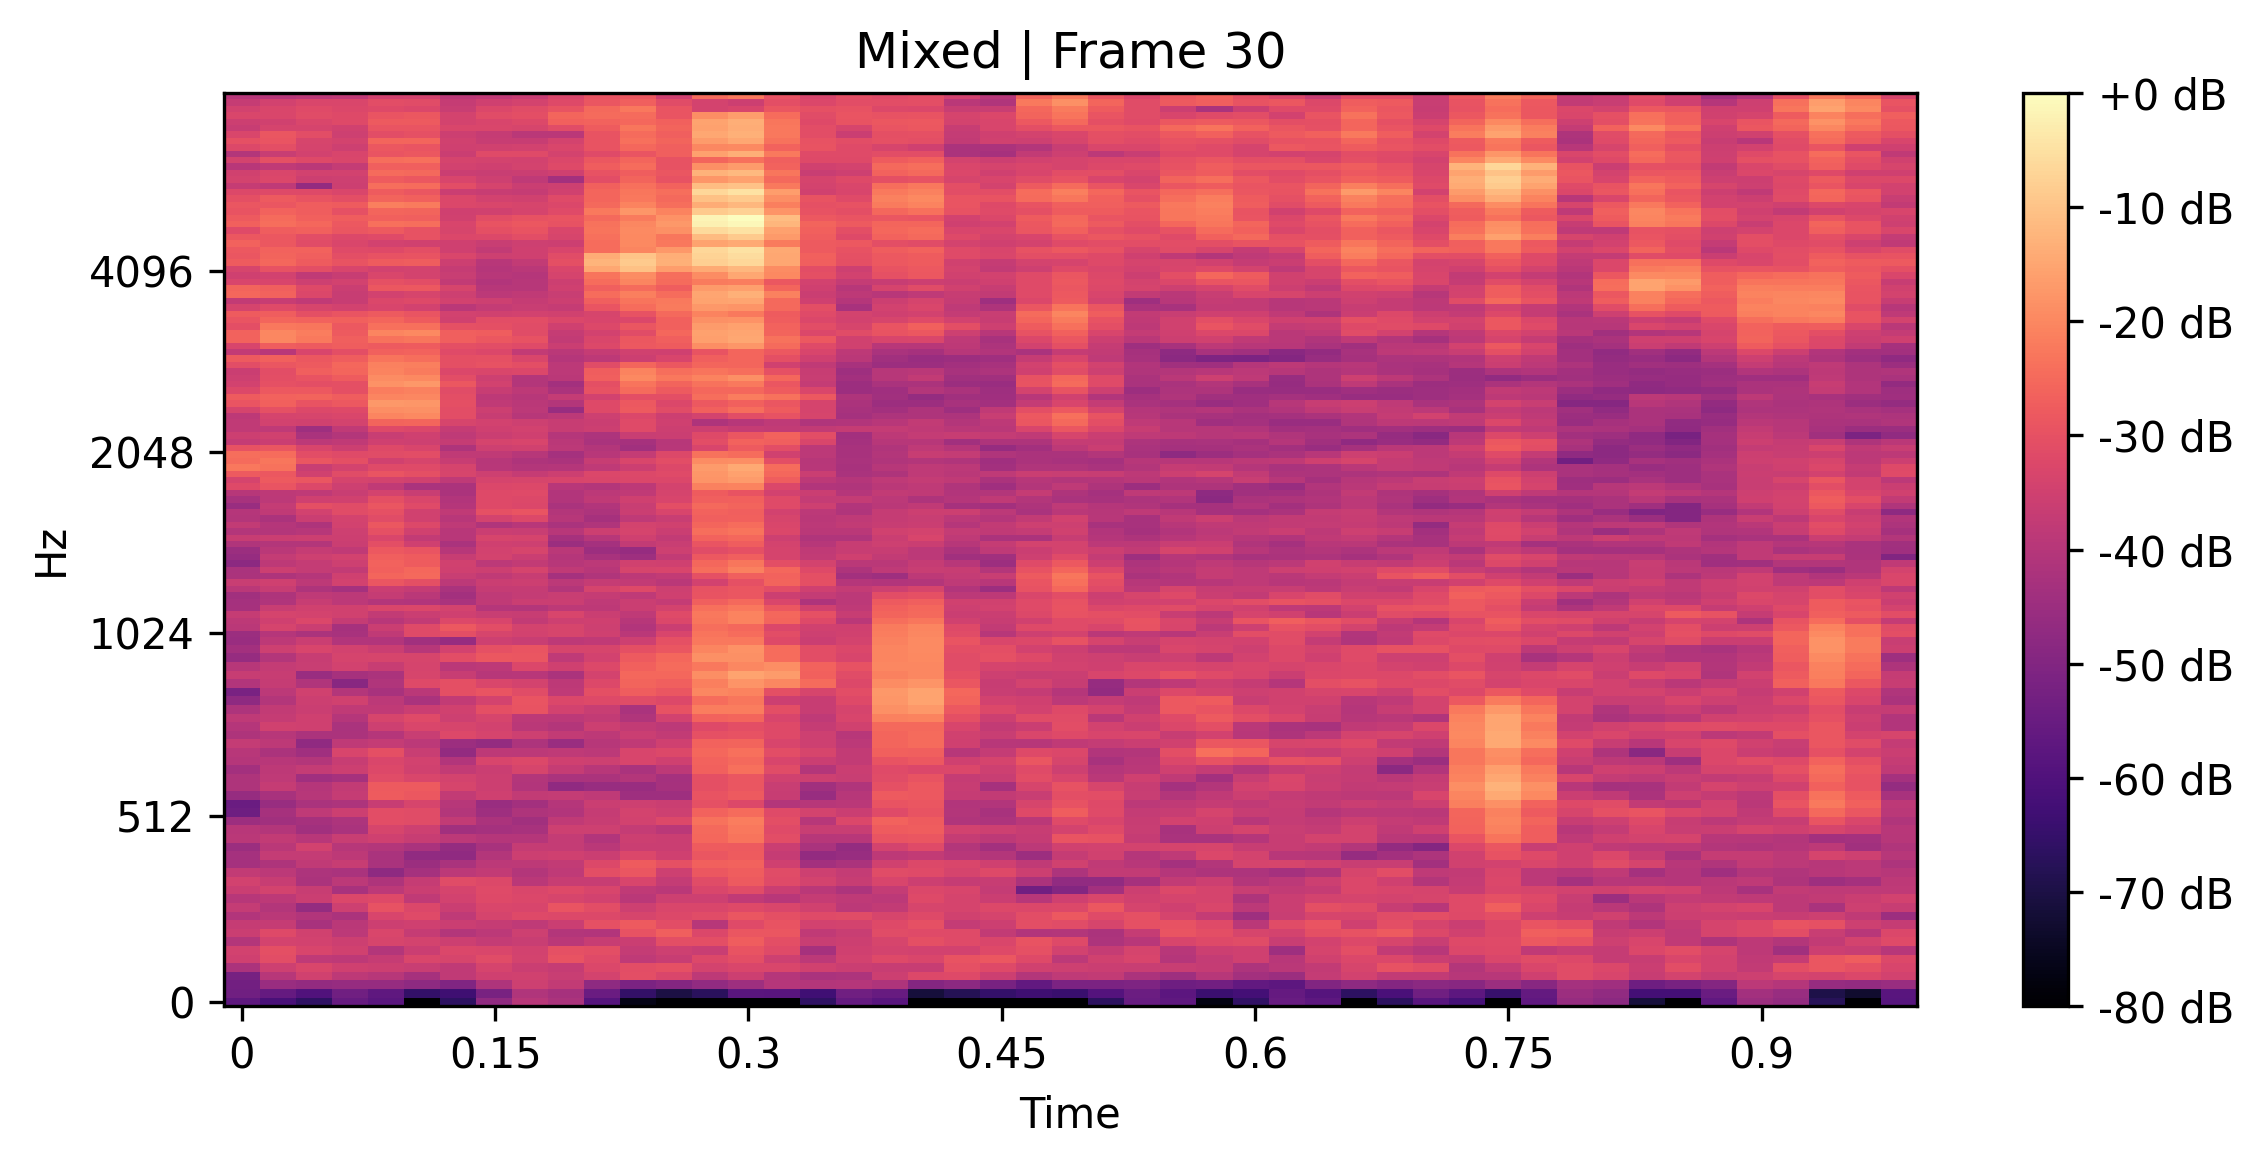 Mixed | Frame 30
Hz
4096
2048
1024
512
0
0 0.15 0.3 0.45 0.6 0.75 0.9
Time
+0 dB
-10 dB
-20 dB
-30 dB
-40 dB
-50 dB
-60 dB
-70 dB
-80 dB